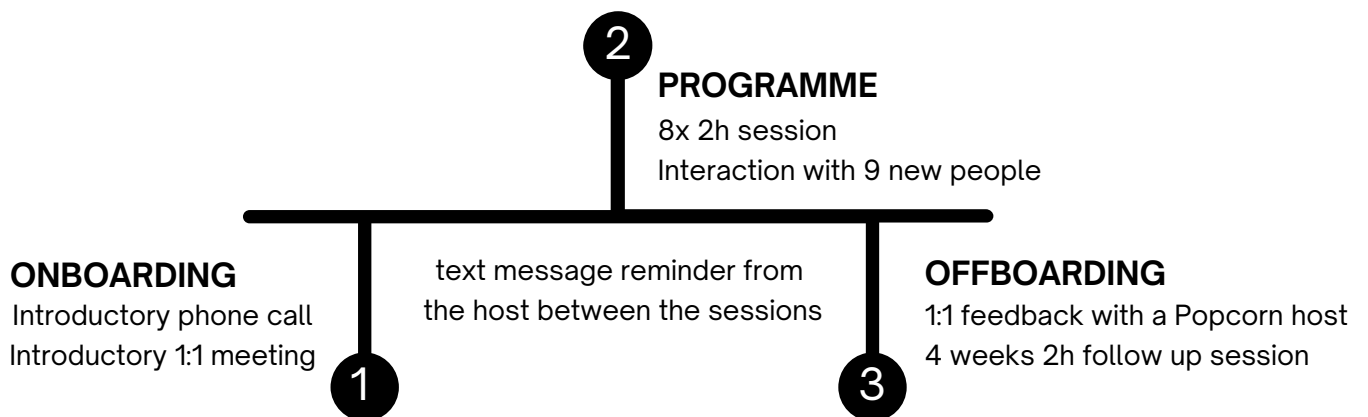 2
PROGRAMME
8x 2h session
Interaction with 9 new people
ONBOARDING
Introductory phone call
Introductory 1:1 meeting
1
text message reminder from
the host between the sessions
OFFBOARDING
1:1 feedback with a Popcorn host
4 weeks 2h follow up session
3